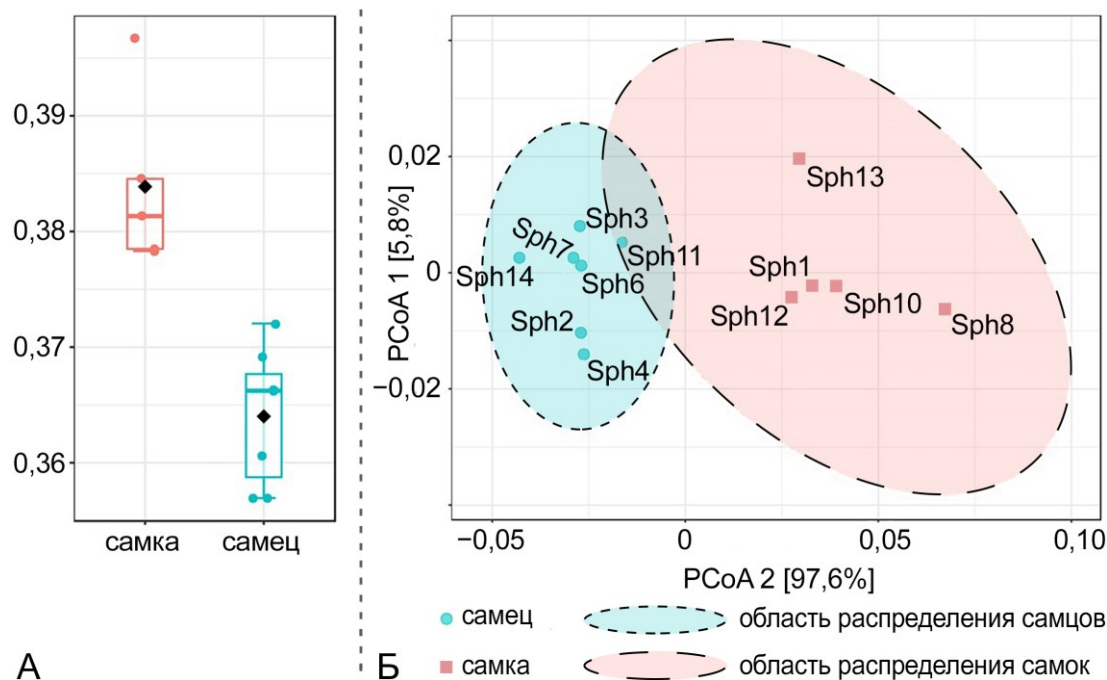 0,39
0,38
0,37
0,36
самка самец
А
PCoA 1 [5,8%]
0,02
0
−0,02
Sph13
Sph3
Sph7
Sph11
Sph14
Sph6
Sph1
Sph10
Sph12
Sph8
Sph2
Sph4
−0,05 0 0,05 0,10
PCoA 2 [97,6%]
самец область распределения самцов
Б самка область распределения самок